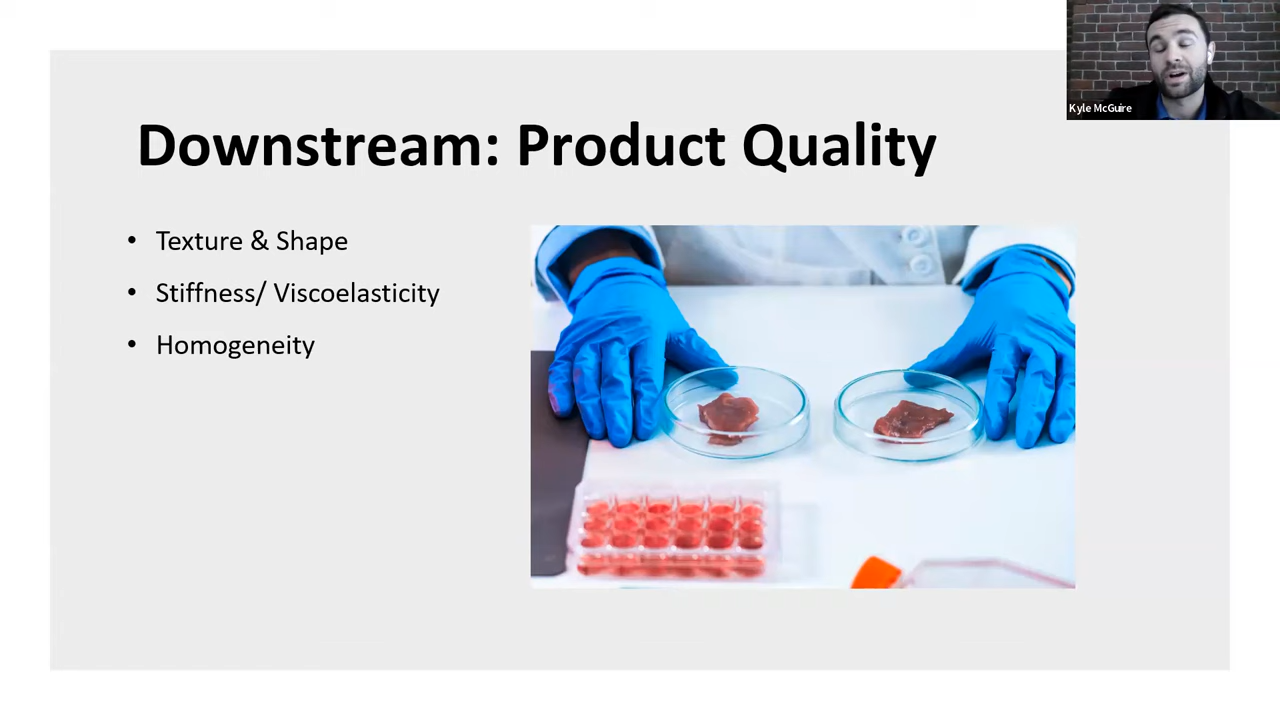 Kyle McGuire
Downstream: Product Quality
• Texture & Shape
• Stiffness/ Viscoelasticity
• Homogeneity